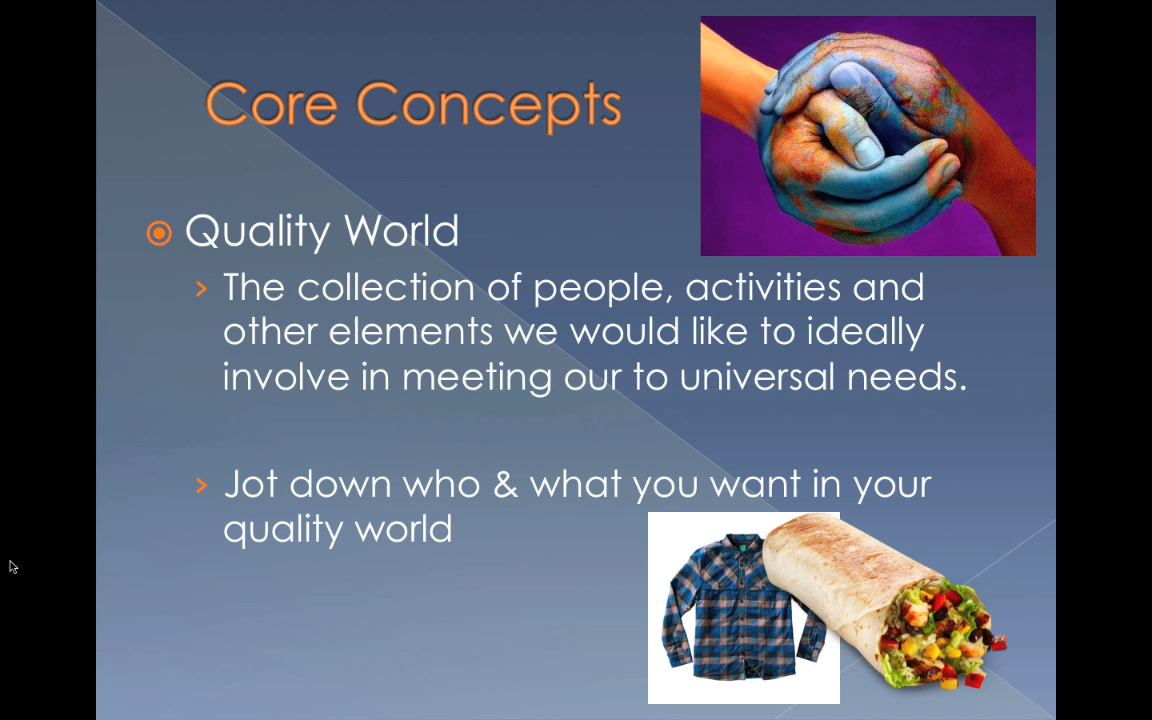 Core Concepts
Quality World
The collection of people, activities and
other elements we would like to ideally
involve in meeting our to universal needs.
Jot down who & what you want in your
quality world